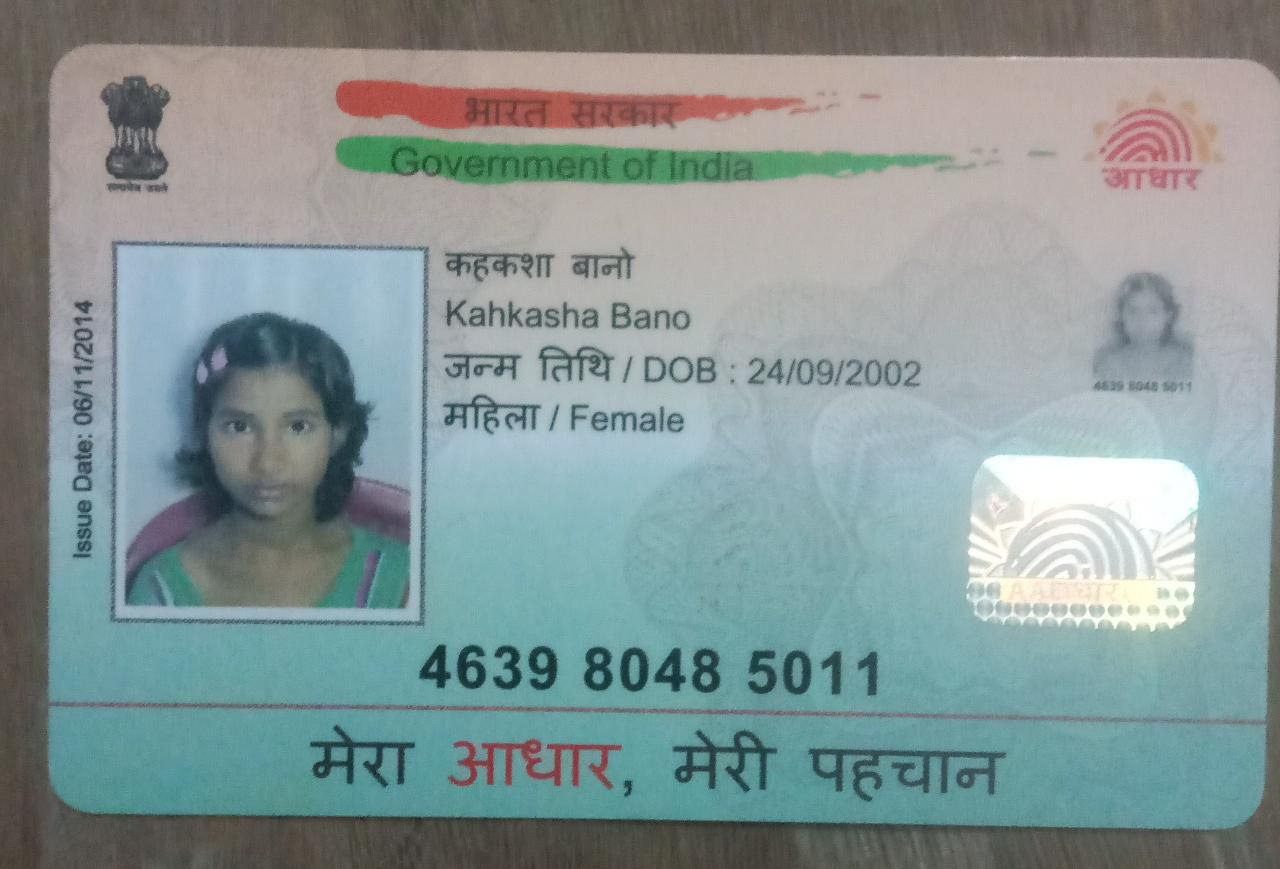 भारत सरकार
Government of India
सत्यमेव जयते
आधार
कहकशा बानो
Kahkasha Bano
जन्म तिथि / DOB : 24/09/2002
महिला / Female
Issue Date: 06/11/2014
4639 8048 5011
AADHAAR
4639 8048 5011
मेरा आधार, मेरी पहचान